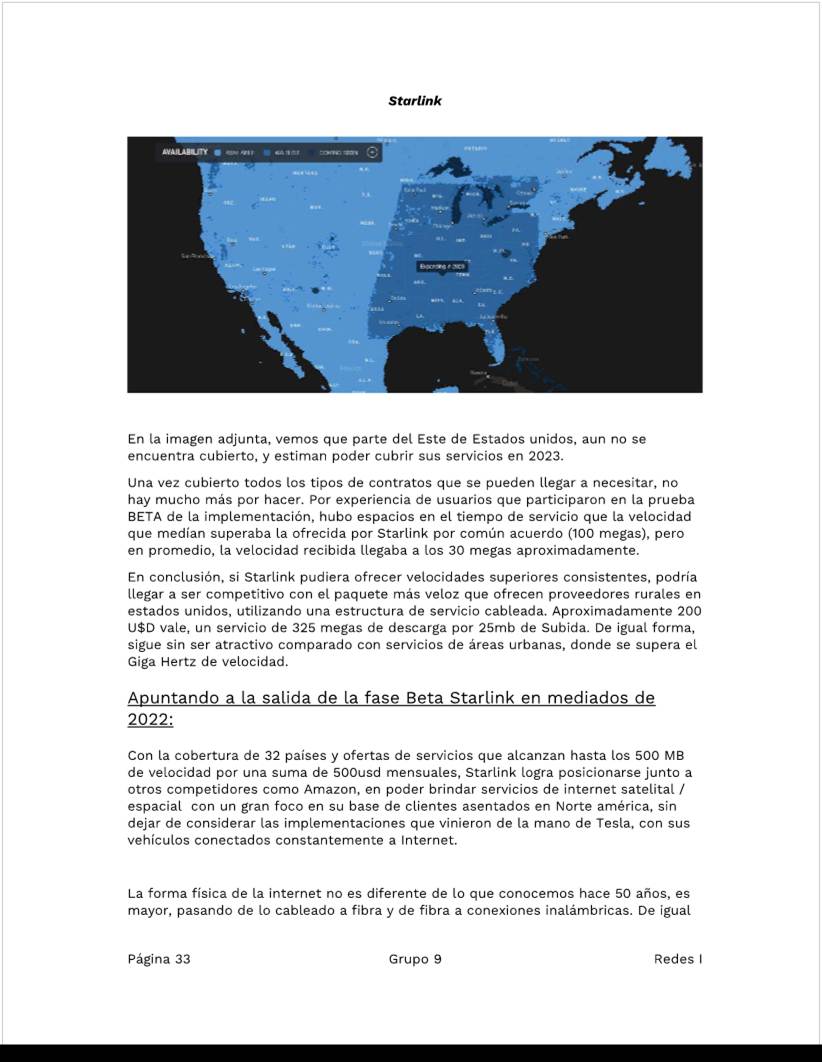 Starlink
AVAILABILITY COMING SOON
Expanding in 2023
En la imagen adjunta, vemos que parte del Este de Estados unidos, aun no se
encuentra cubierto, y estiman poder cubrir sus servicios en 2023.
Una vez cubierto todos los tipos de contratos que se pueden llegar a necesitar, no
hay mucho más por hacer. Por experiencia de usuarios que participaron en la prueba
BETA de la implementación, hubo espacios en el tiempo de servicio que la velocidad
que medían superaba la ofrecida por Starlink por común acuerdo (100 megas), pero
en promedio, la velocidad recibida llegaba a los 30 megas aproximadamente.
En conclusión, si Starlink pudiera ofrecer velocidades superiores consistentes, podría
llegar a ser competitivo con el paquete más veloz que ofrecen proveedores rurales en
estados unidos, utilizando una estructura de servicio cableada. Aproximadamente 200
U$D vale, un servicio de 325 megas de descarga por 25mb de Subida. De igual forma,
sigue sin ser atractivo comparado con servicios de áreas urbanas, donde se supera el
Giga Hertz de velocidad.
Apuntando a la salida de la fase Beta Starlink en mediados de
2022:
Con la cobertura de 32 países y ofertas de servicios que alcanzan hasta los 500 MB
de velocidad por una suma de 500usd mensuales, Starlink logra posicionarse junto a
otros competidores como Amazon, en poder brindar servicios de internet satelital /
espacial con un gran foco en su base de clientes asentados en Norte américa, sin
dejar de considerar las implementaciones que vinieron de la mano de Tesla, con sus
vehículos conectados constantemente a Internet.
La forma física de la internet no es diferente de lo que conocemos hace 50 años, es
mayor, pasando de lo cableado a fibra y de fibra a conexiones inalámbricas. De igual
Página 33 Grupo 9 Redes I